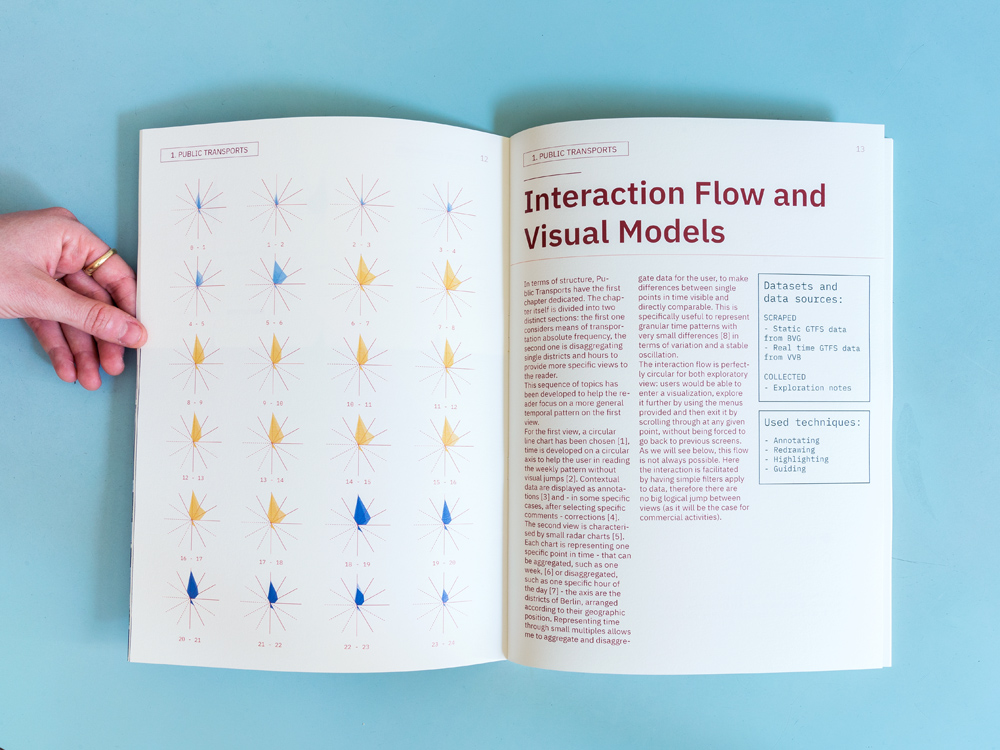 1. PUBLIC TRANSPORTS
12
0 - 1
1 - 2
2 - 3
3 - 4
4 - 5
5 - 6
6 - 7
7 - 8
8 - 9
9 - 10
10 - 11
11 - 12
12 - 13
13 - 14
14 - 15
15 - 16
16 - 17
17 - 18
18 - 19
19 - 20
20 - 21
21 - 22
22 - 23
23 - 24
1. PUBLIC TRANSPORTS
13
Interaction Flow and
Visual Models
In terms of structure, Pu-
blic Transports have the first
chapter dedicated. The chap-
ter itself is divided into two
distinct sections: the first one
considers means of transpor-
tation absolute frequency, the
second one is disaggregating
single districts and hours to
provide more specific views to
the reader.
This sequence of topics has
been developed to help the re-
ader focus on a more general
temporal pattern on the first
view.
For the first view, a circular
line chart has been chosen [1],
time is developed on a circular
axis to help the user in reading
the weekly pattern without
visual jumps [2]. Contextual
data are displayed as annota-
tions [3] and - in some specific
cases, after selecting specific
comments - corrections [4].
The second view is characteri-
sed by small radar charts [5].
Each chart is representing one
specific point in time - that can
be aggregated, such as one
week, [6] or disaggregated,
such as one specific hour of
the day [7] - the axis are the
districts of Berlin, arranged
according to their geographic
position. Representing time
through small multiples allows
me to aggregate and disaggre-
gate data for the user, to make
differences between single
points in time visible and
directly comparable. This is
specifically useful to represent
granular time patterns with
very small differences [8] in
terms of variation and a stable
oscillation.
The interaction flow is perfect-
ly circular for both exploratory
view: users would be able to
enter a visualization, explore
it further by using the menus
provided and then exit it by
scrolling through at any given
point, without being forced to
go back to previous screens.
As we will see below, this flow
is not always possible. Here
the interaction is facilitated
by having simple filters apply
to data, therefore there are
no big logical jump between
views (as it will be the case for
commercial activities).
Datasets and
data sources:
SCRAPED
- Static GTFS data
from BVG
- Real time GTFS data
from VVB
COLLECTED
- Exploration notes
Used techniques:
- Annotating
- Redrawing
- Highlighting
- Guiding